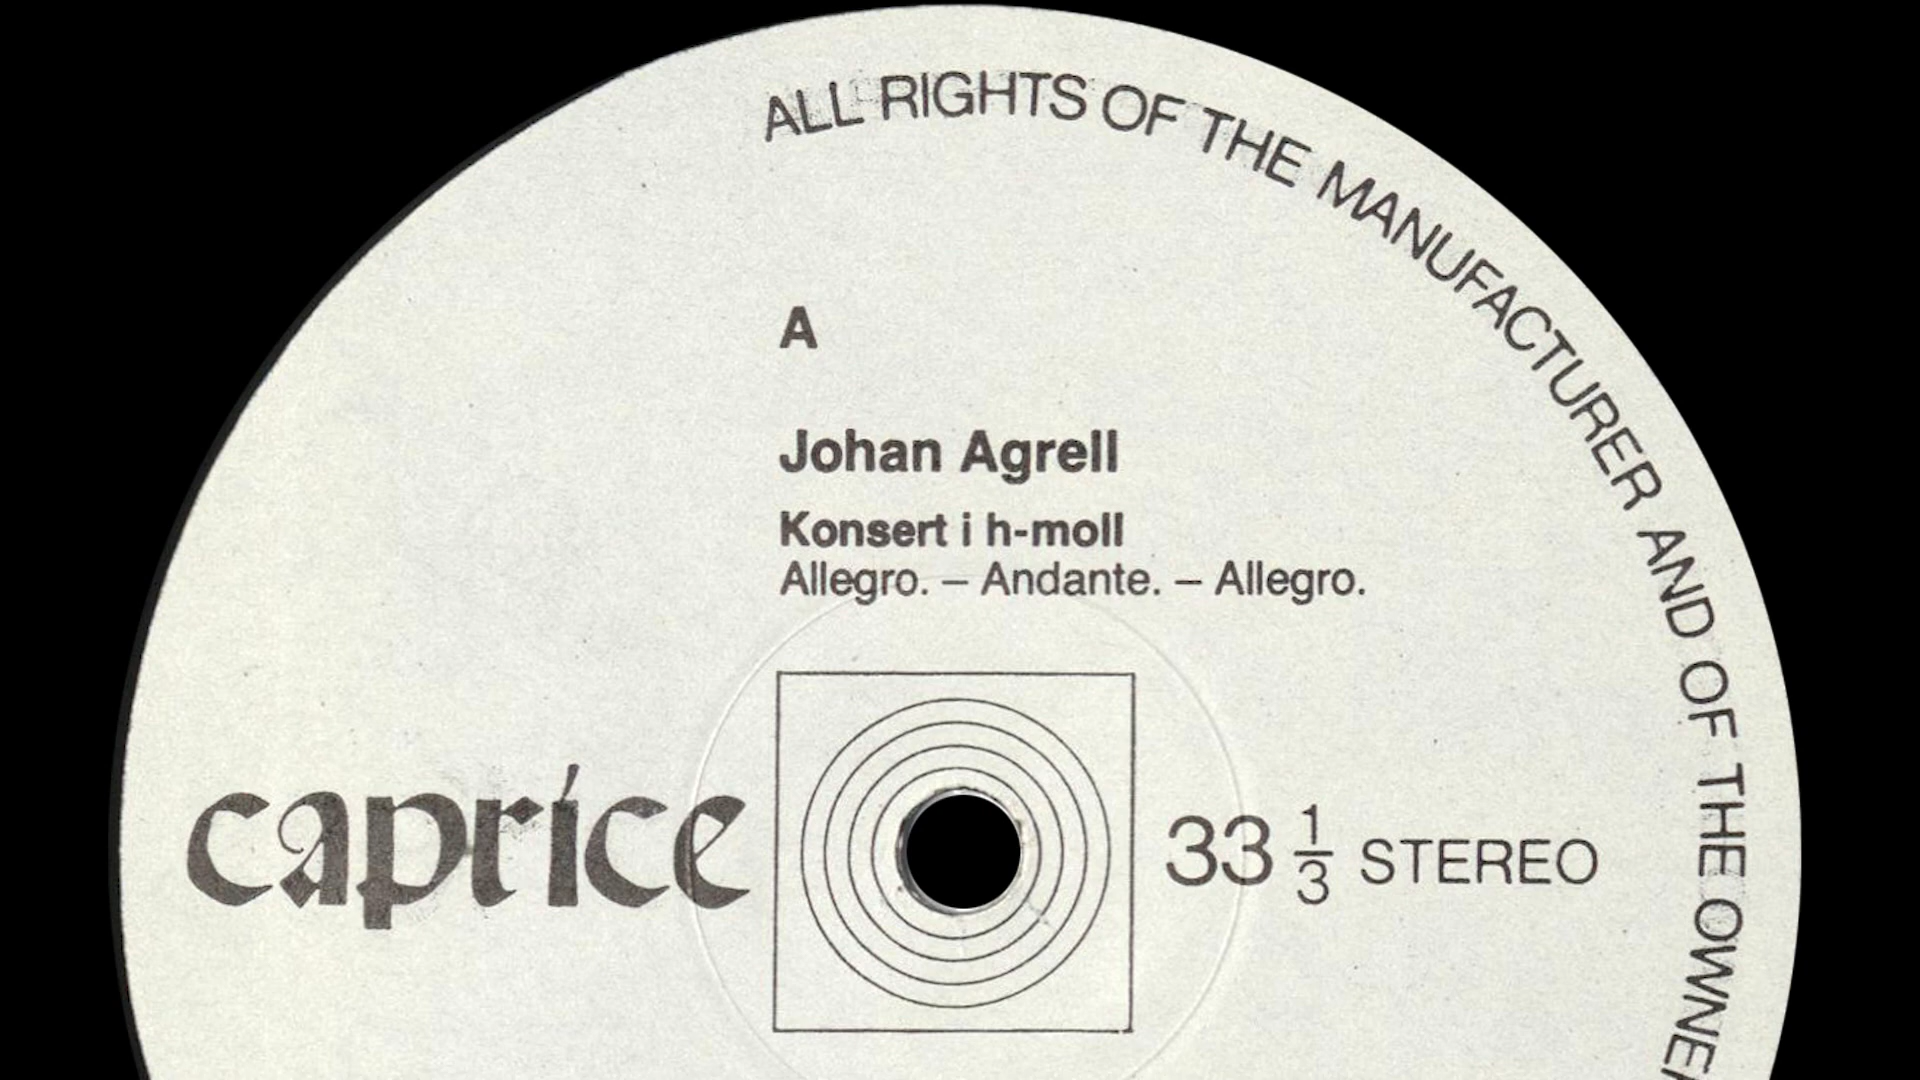 ALL RIGHTS OF THE MANUFACTURER AND OF THE OWNER
A
Johan Agrell
Konsert i h-moll
Allegro. – Andante. – Allegro.
caprice
33 1/3 STEREO